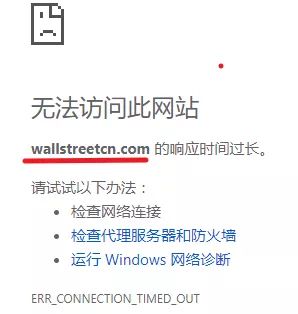 无法访问此网站
wallstreetcn.com 的响应时间过长。
请试试以下办法：
• 检查网络连接
• 检查代理服务器和防火墙
• 运行 Windows 网络诊断
ERR_CONNECTION_TIMED_OUT